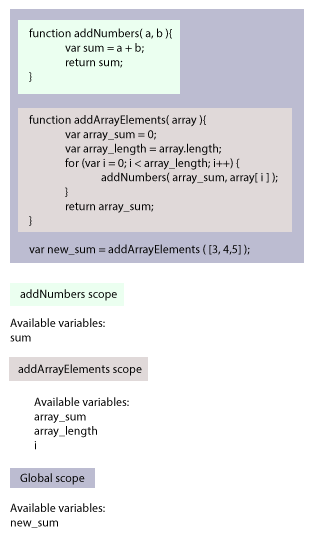 function addNumbers( a, b ){
var sum = a + b;
return sum;
}
function addArrayElements( array ){
var array_sum = 0;
var array_length = array.length;
for (var i = 0; i < array_length; i++) {
addNumbers( array_sum, array[ i ] );
}
return array_sum;
}
var new_sum = addArrayElements ( [3, 4,5] );
addNumbers scope
Available variables:
sum
addArrayElements scope
Available variables:
array_sum
array_length
i
Global scope
Available variables:
new_sum